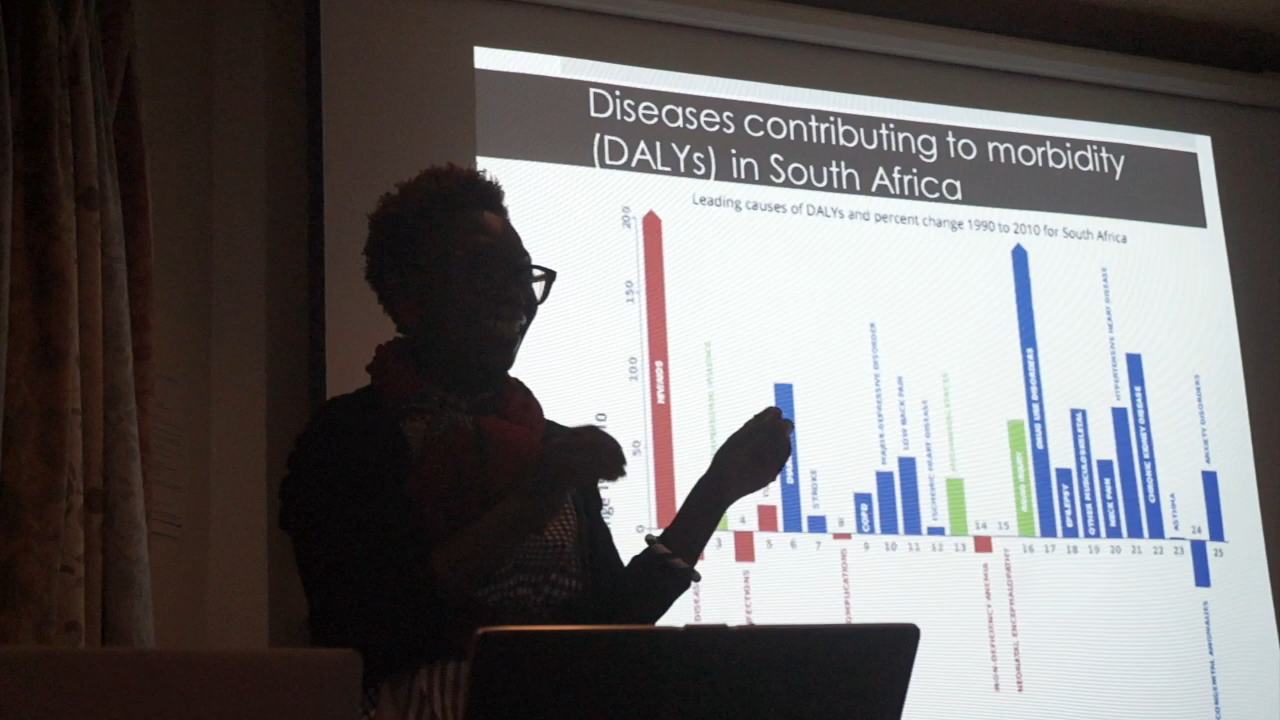 Diseases contributing to morbidity
(DALYs) in South Africa
Leading causes of DALYs and percent change 1990 to 2010 for South Africa
200
150
100
50
0
HIV/AIDS
STROKE
COPD
MAJOR DEPRESSIVE DISORDER
LOW BACK PAIN
ISCHEMIC HEART DISEASE
DRUG USE DISORDERS
EPILEPSY
OTHER MUSCULOSKELETAL
NECK PAIN
HYPERTENSIVE HEART DISEASE
CHRONIC KIDNEY DISEASE
ASTHMA
ANXIETY DISORDERS
3 4 5 6 7 8 9 10 11 12 13 14 15 16 17 18 19 20 21 22 23 24 25
IRON-DEFICIENCY ANEMIA
NEONATAL ENCEPHALOPATHY
CONGENITAL ANOMALIES